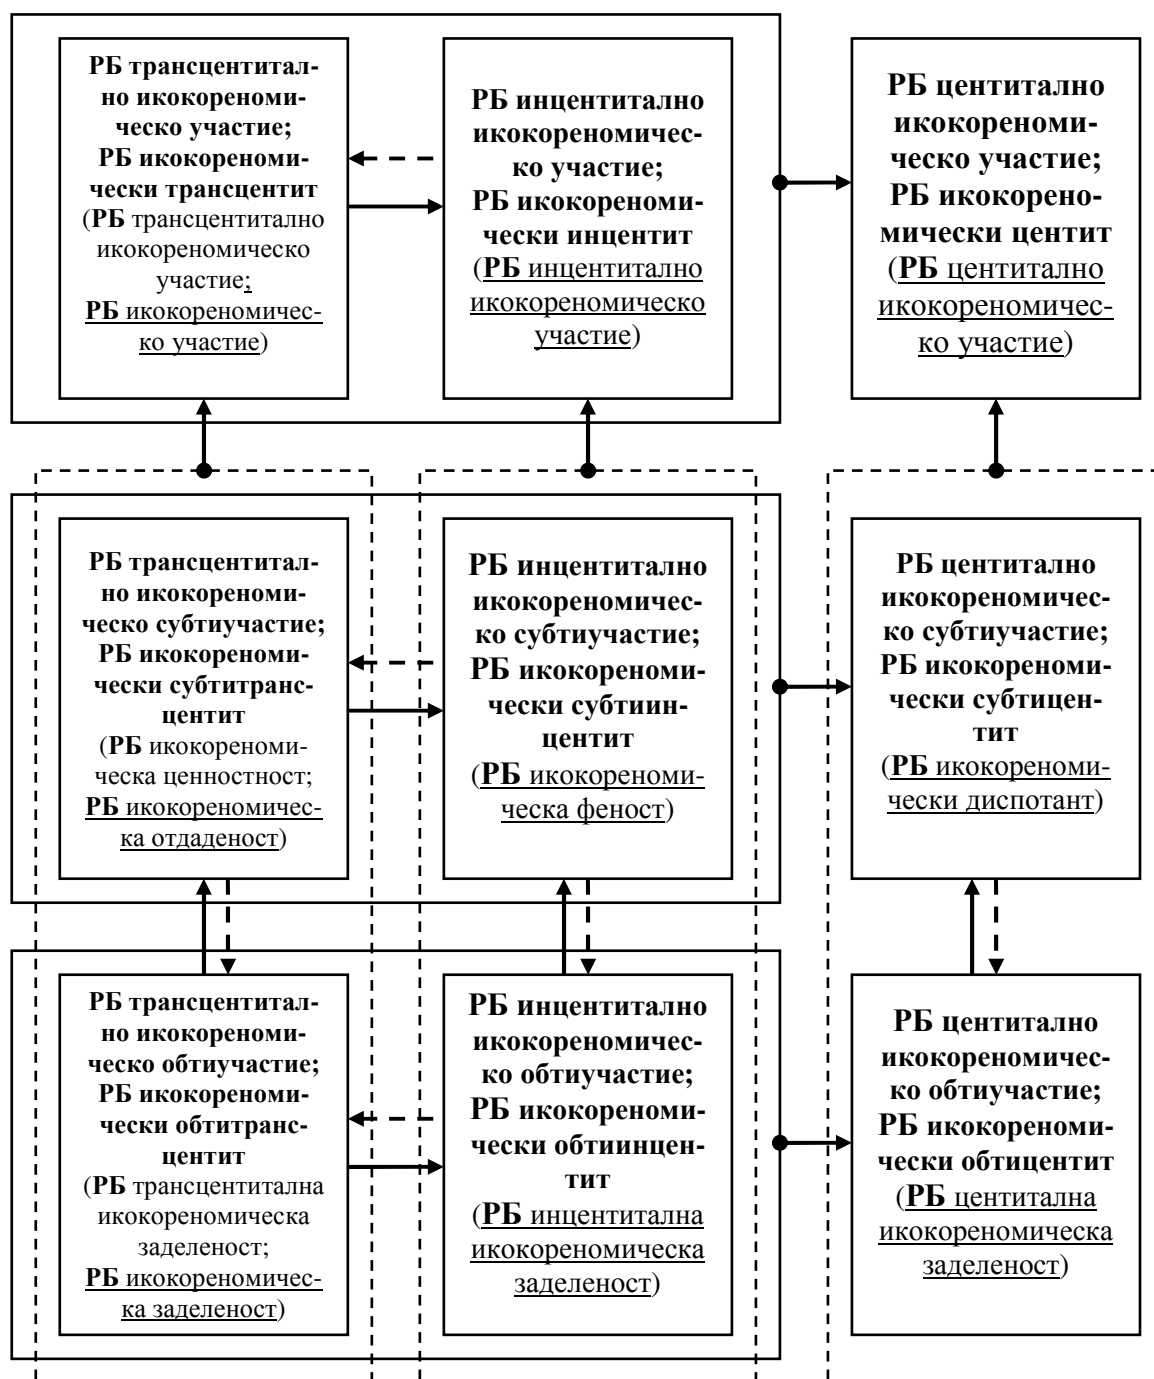 РБ трансцентитал-
но икокореноми-
ческо участие;
РБ икокореноми-
чески трансцентит
(РБ трансцентитално
икокореномическо
участие;
РБ икокореномичес-
ко участие)
РБ инцентитално
икокореномичес-
ко участие;
РБ икокореноми-
чески инцентит
(РБ инцентитално
икокореномическо
участие)
РБ центитално
икокореноми-
ческо участие;
РБ икокорено-
мически центит
(РБ центитално
икокореномичес-
ко участие)
РБ трансцентитал-
но икокореноми-
ческо субтиучастие;
РБ икокореноми-
чески субтитранс-
центит
(РБ икокореноми-
ческа ценностност;
РБ икокореномичес-
ка отдаденост)
РБ инцентитално
икокореномичес-
ко субтиучастие;
РБ икокореноми-
чески субтиин-
центит
(РБ икокореноми-
ческа феност)
РБ центитално
икокореномичес-
ко субтиучастие;
РБ икокореноми-
чески субтицен-
тит
(РБ икокореноми-
чески диспотант)
РБ трансцентитал-
но икокореноми-
ческо обтиучастие;
РБ икокореноми-
чески обтитранс-
центит
(РБ трансцентитална
икокореномическа
заделеност;
РБ икокореномичес-
ка заделеност)
РБ инцентитално
икокореномичес-
ко обтиучастие;
РБ икокореноми-
чески обтиинцен-
тит
(РБ инцентитална
икокореномическа
заделеност)
РБ центитално
икокореномичес-
ко обтиучастие;
РБ икокореноми-
чески обтицентит
(РБ центитална
икокореномическа
заделеност)